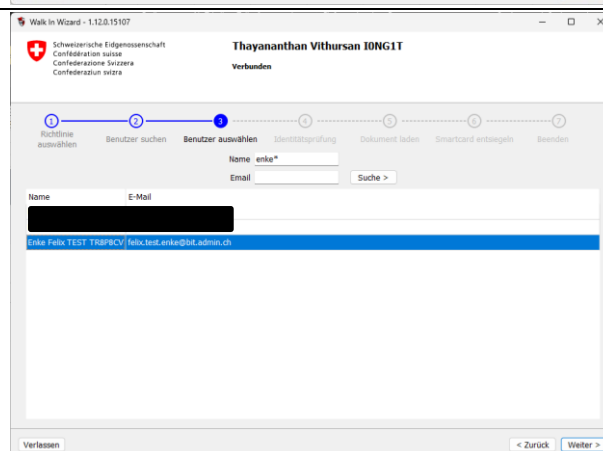 Walk In Wizard - 1.12.0.15107
Schweizerische Eidgenossenschaft
Confédération suisse
Confederazione Svizzera
Confederaziun svizra
Thayananthan Vithursan I0NG1T
Verbunden
1 2 3 4 5 6 7
Richtlinie auswählen
Benutzer suchen
Benutzer auswählen
Identitätsprüfung
Dokument laden
Smartcard entsiegeln
Beenden
Name enke*
Email Suche >
Name E-Mail
Enke Felix TEST TR8P8CV felix.test.enke@bit.admin.ch
Verlassen < Zurück Weiter >